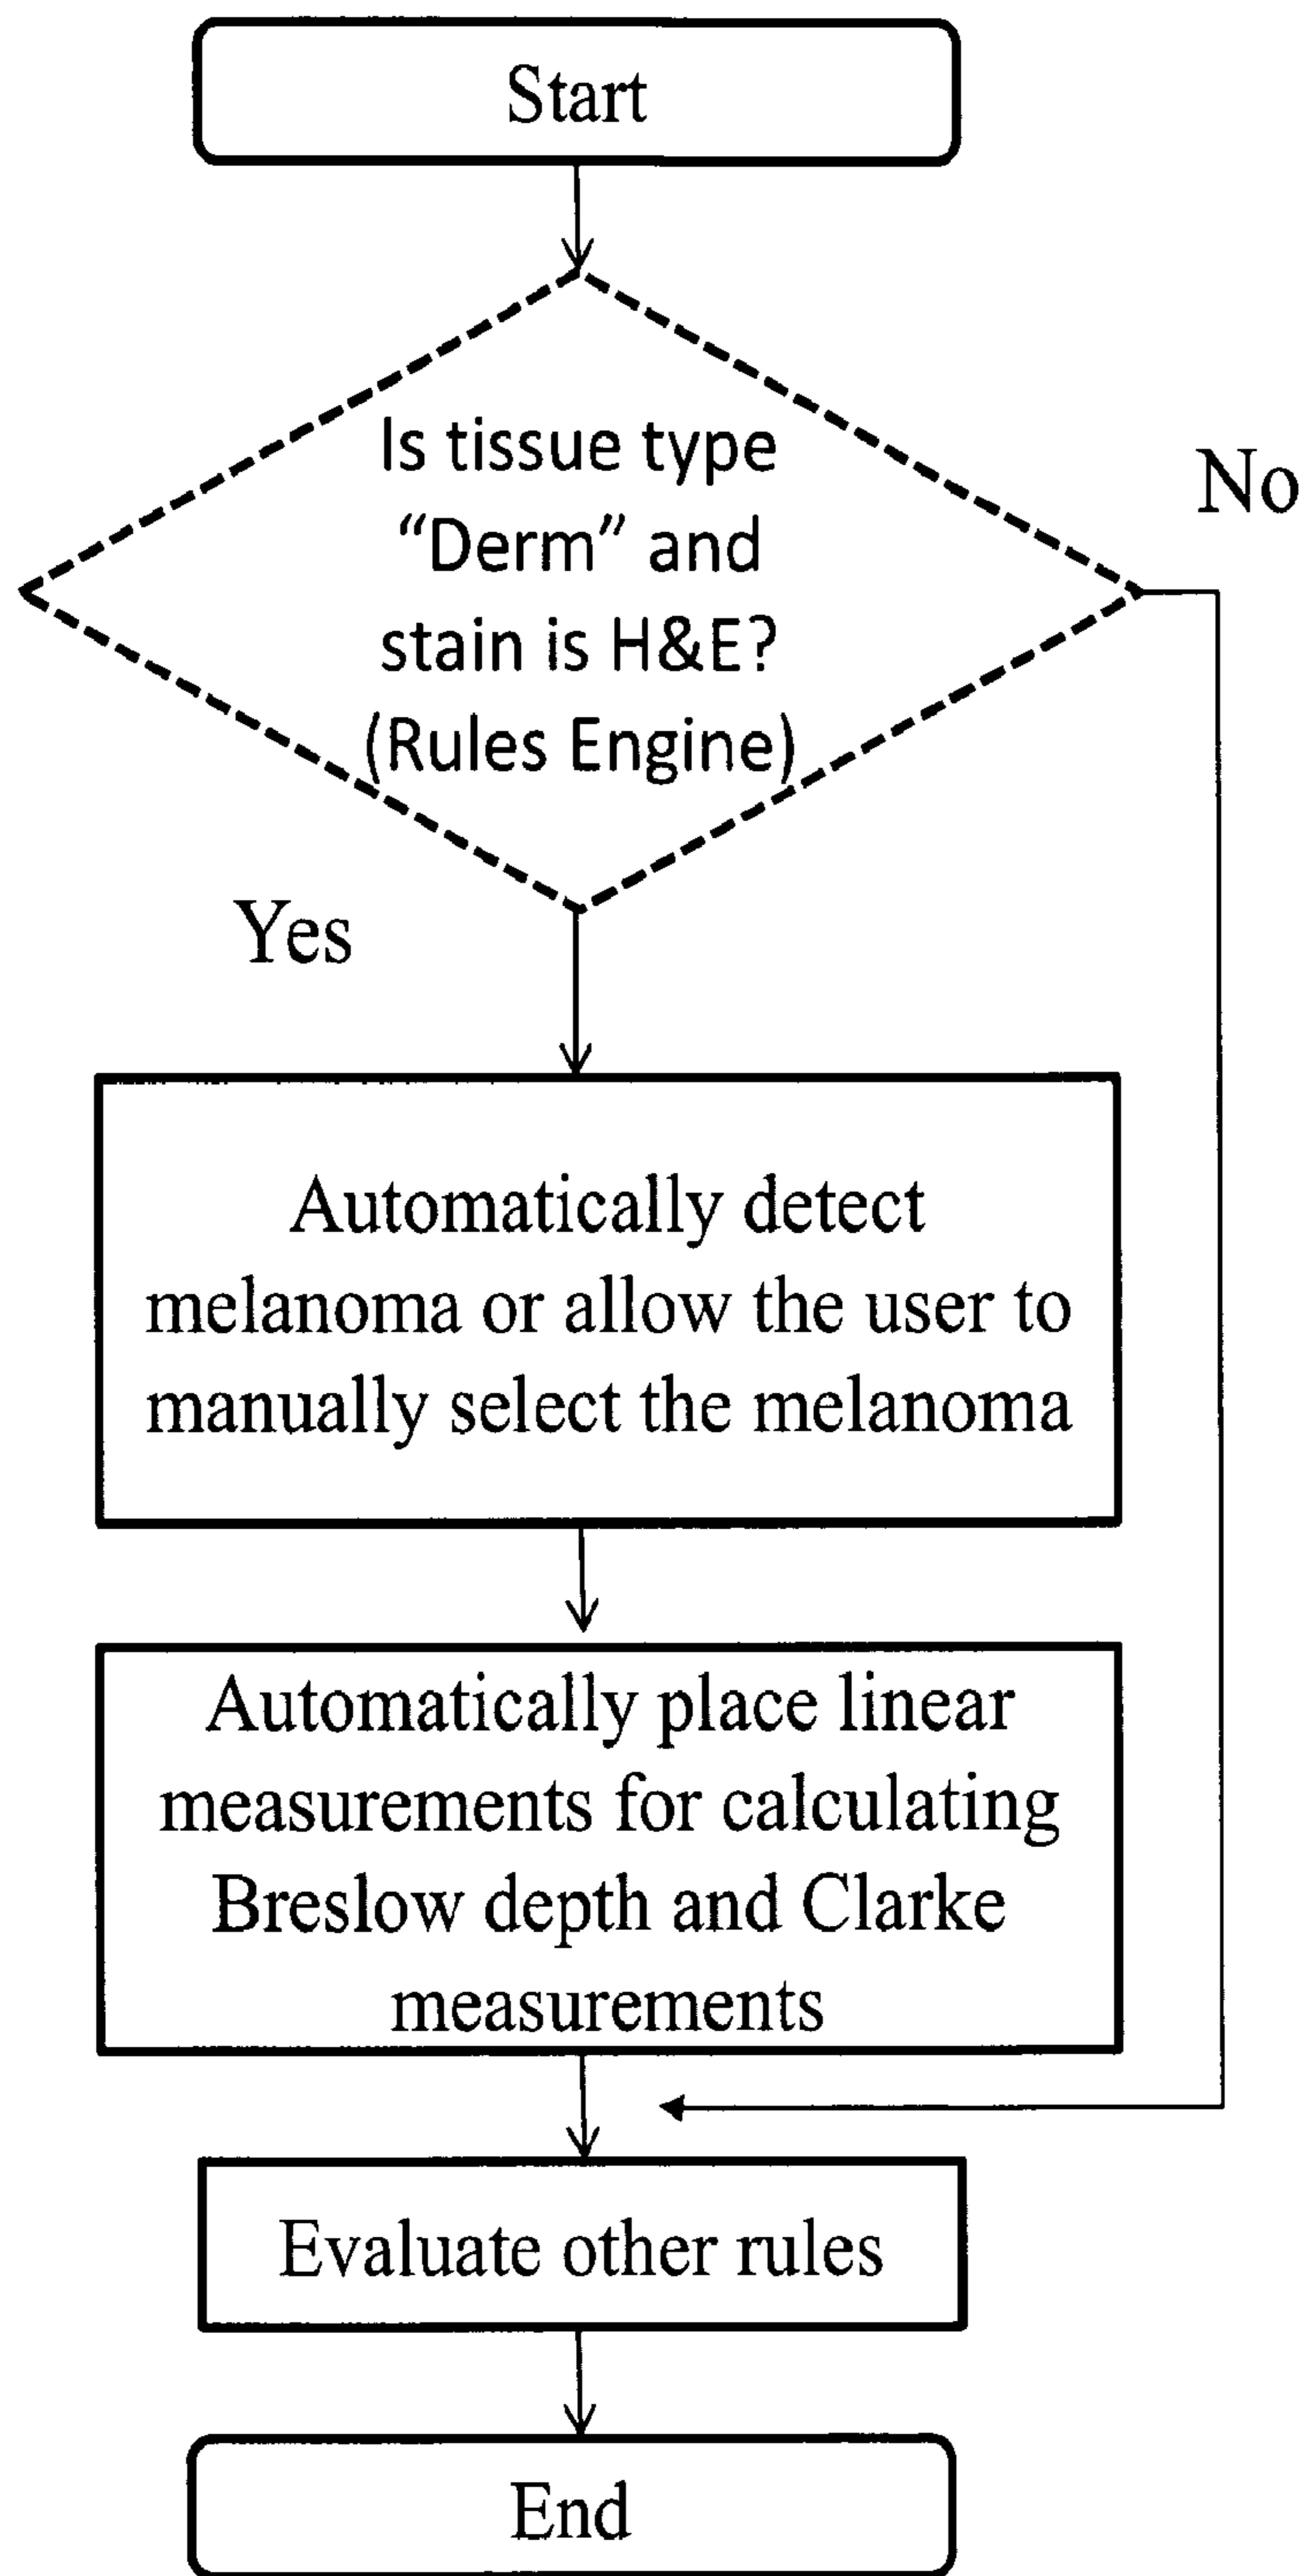 Start
Is tissue type
“Derm” and
stain is H&E?
(Rules Engine)
No
Yes
Automatically detect
melanoma or allow the user to
manually select the melanoma
Automatically place linear
measurements for calculating
Breslow depth and Clarke
measurements
Evaluate other rules
End